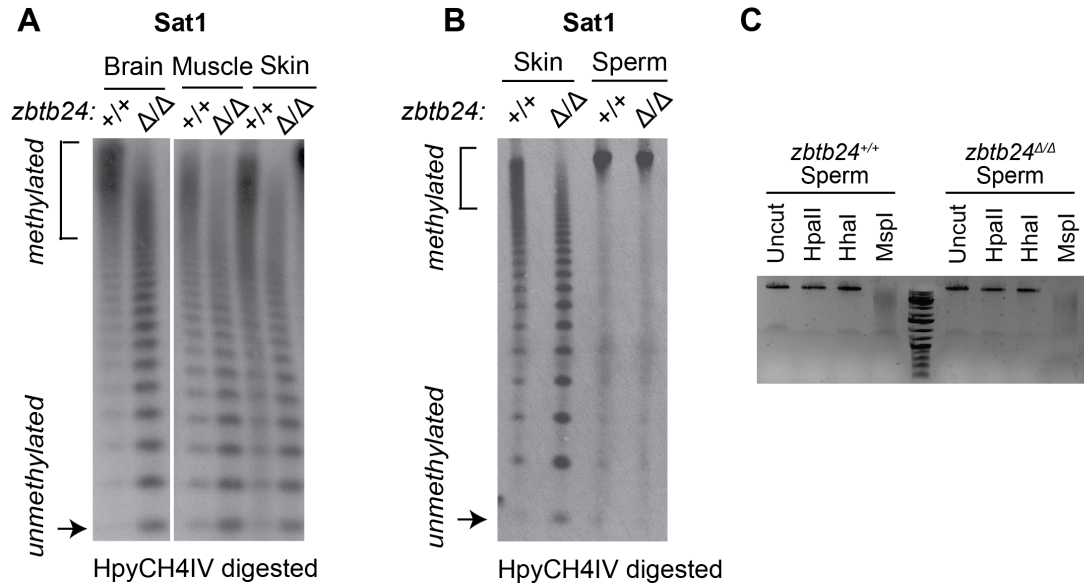 A
Sat1
Brain Muscle Skin
zbtb24: +/+ Δ/Δ +/+ Δ/Δ +/+ Δ/Δ
methylated
unmethylated
HpyCH4IV digested
B
Sat1
Skin Sperm
zbtb24: +/+ Δ/Δ +/+ Δ/Δ
methylated
unmethylated
HpyCH4IV digested
C
zbtb24+/+ zbtb24Δ/Δ
Sperm Sperm
Uncut HpaII HhaI MspI Uncut HpaII HhaI MspI